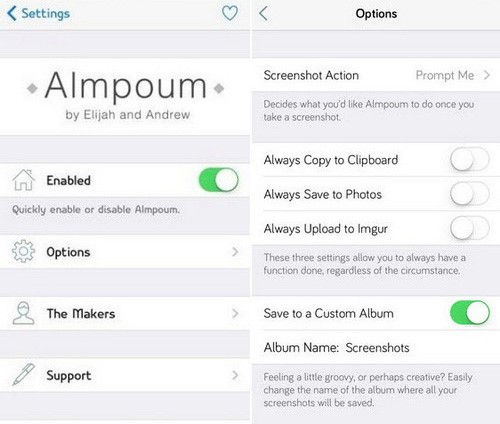 Settings
Almpoum
by Elijah and Andrew
Enabled
Quickly enable or disable Almpoum.
Options
The Makers
Support
Options
Screenshot Action Prompt Me
Decides what you'd like Almpoum to do once you
take a screenshot.
Always Copy to Clipboard
Always Save to Photos
Always Upload to Imgur
These three settings allow you to always have a
function done, regardless of the circumstance.
Save to a Custom Album
Album Name: Screenshots
Feeling a little groovy, or perhaps creative? Easily
change the name of the album where all your
screenshots will be saved.